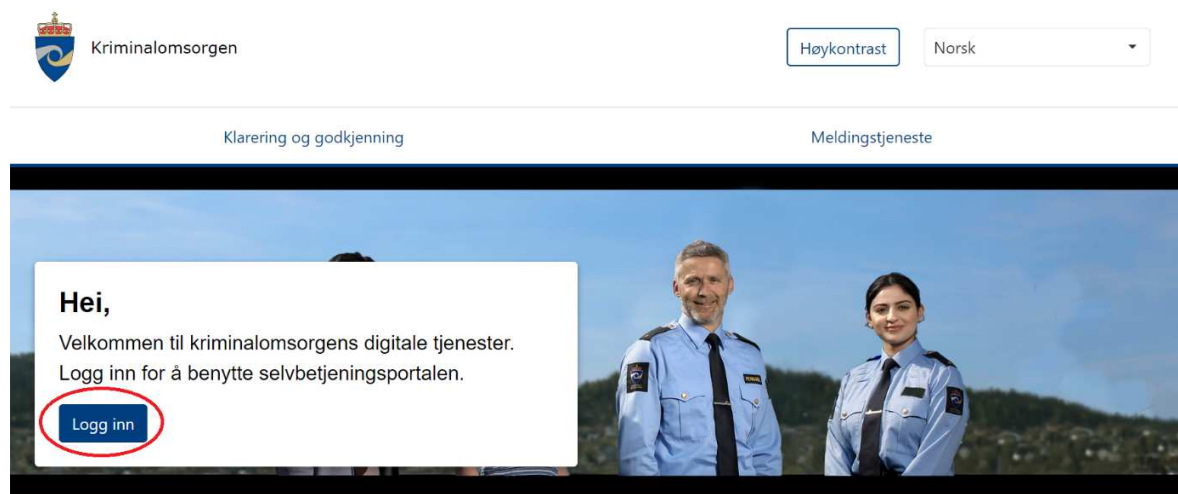 Kriminalomsorgen
Høykontrast
Norsk
Klarering og godkjenning
Meldingstjeneste
Hei,
Velkommen til kriminalomsorgens digitale tjenester.
Logg inn for å benytte selvbetjeningsportalen.
Logg inn